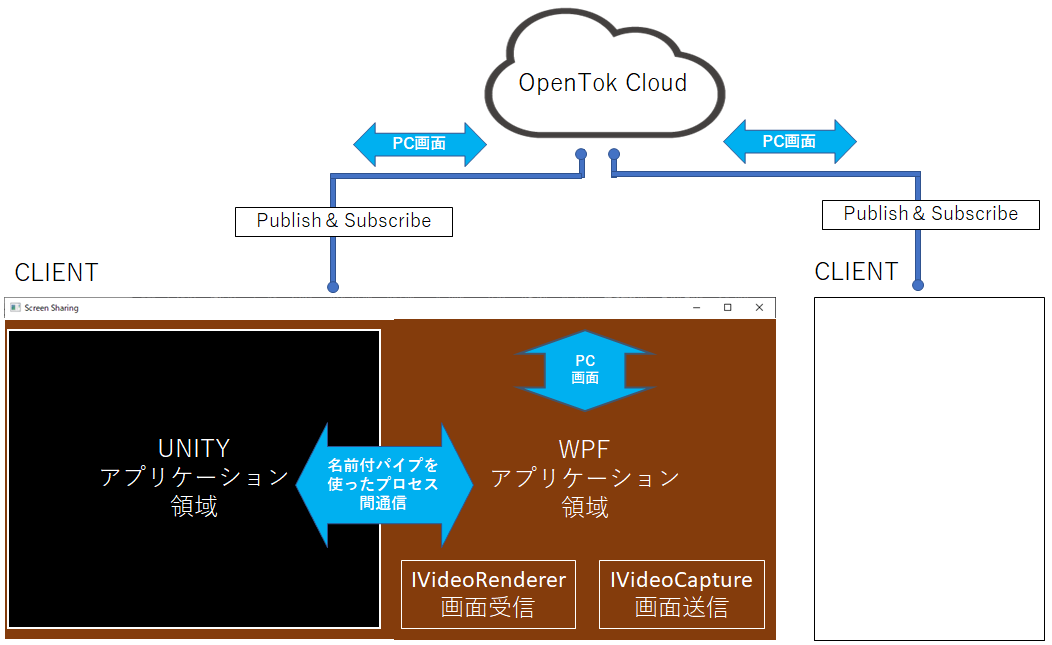 OpenTok Cloud
PC画面
PC画面
Publish＆Subscribe
Publish＆Subscribe
CLIENT
CLIENT
Screen Sharing
PC
画面
UNITY
アプリケーション
領域
名前付パイプを
使ったプロセス
間通信
WPF
アプリケーション
領域
IVideoRenderer
画面受信
IVideoCapture
画面送信